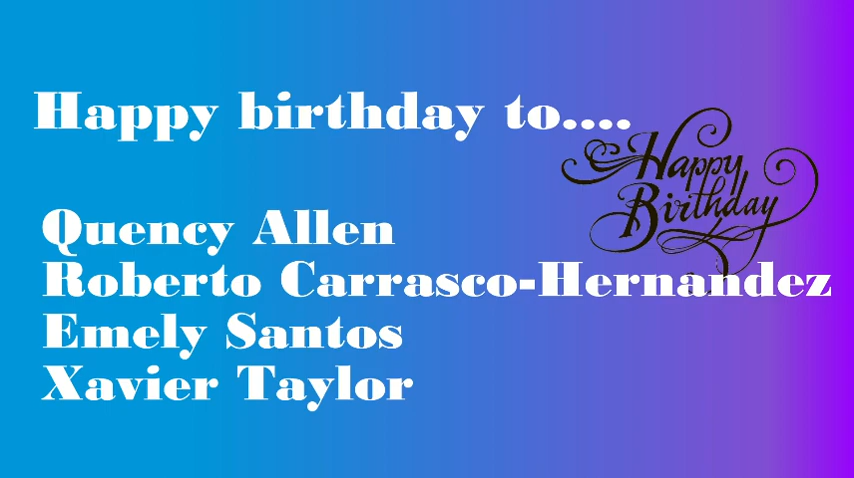 Happy birthday to....
Happy
Birthday
Quency Allen
Roberto Carrasco-Hernandez
Emely Santos
Xavier Taylor